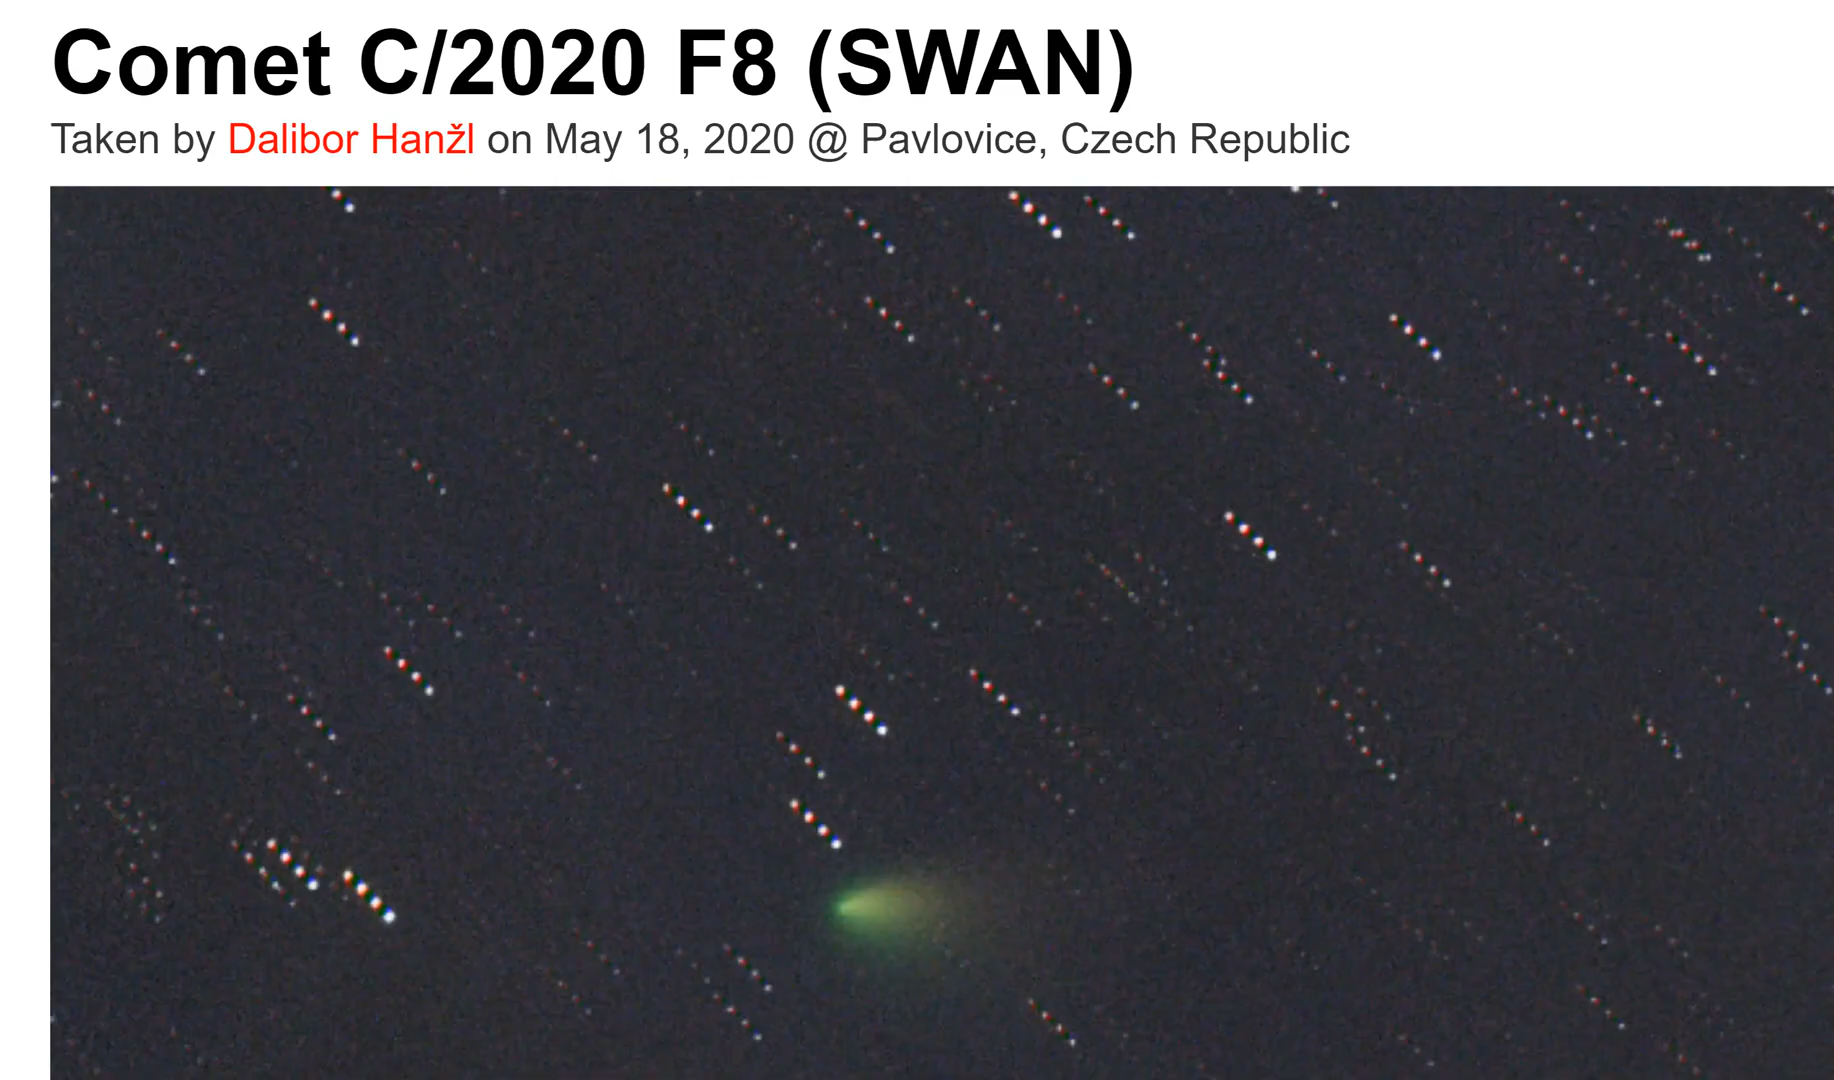 Comet C/2020 F8 (SWAN)
Taken by Dalibor Hanžl on May 18, 2020 @ Pavlovice, Czech Republic